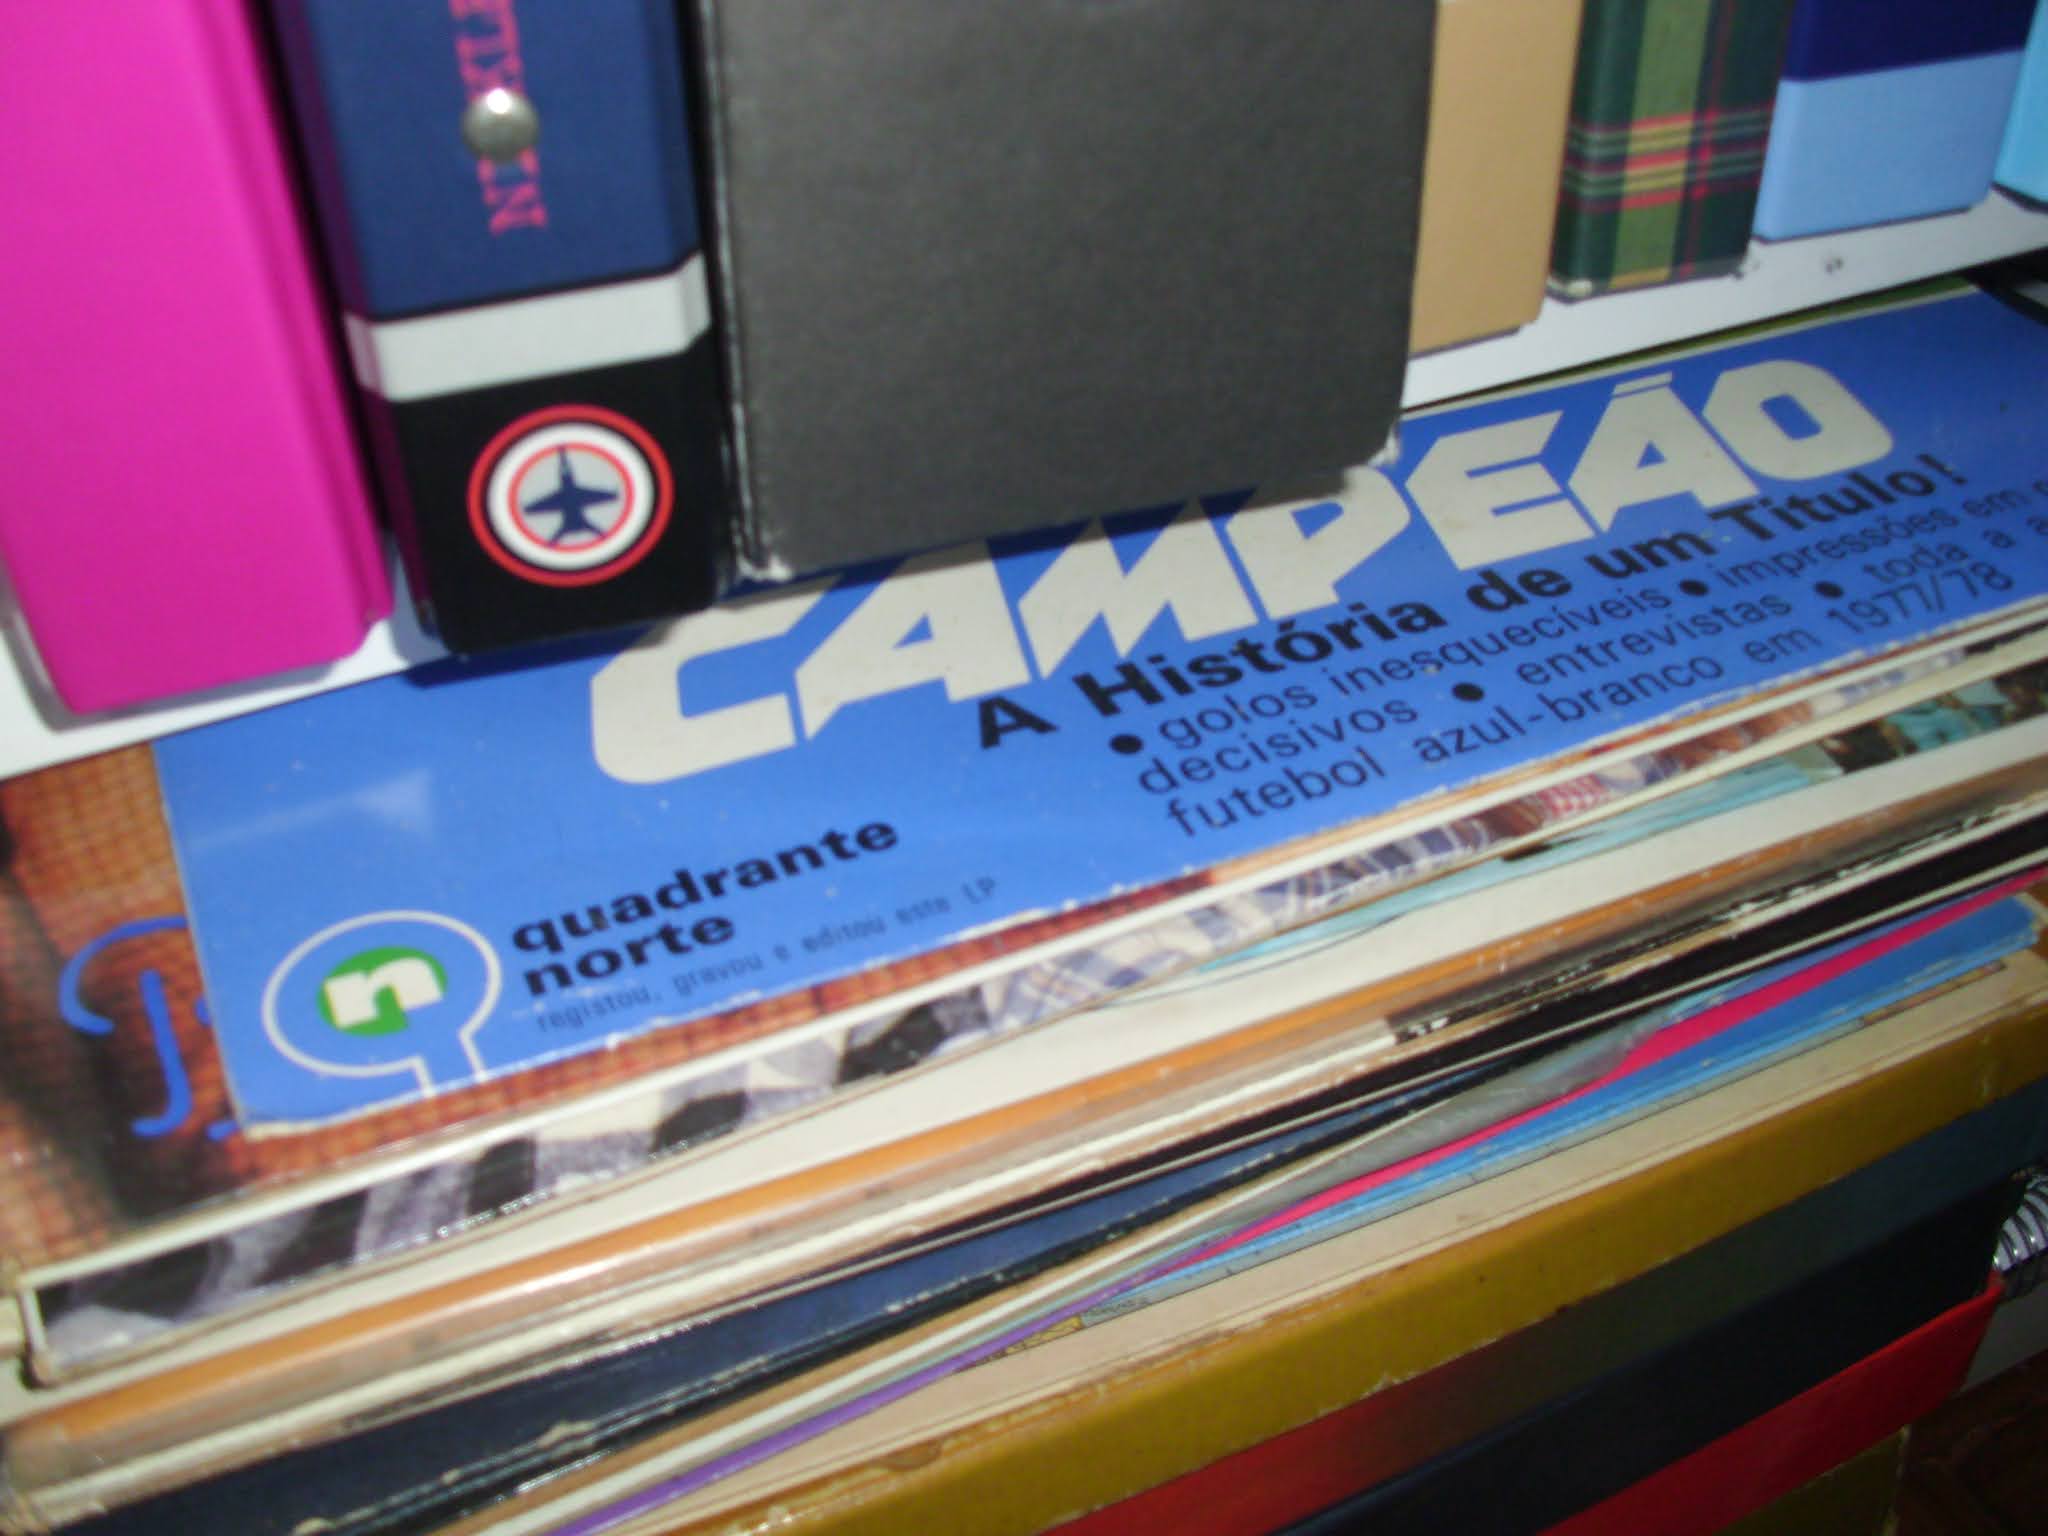 CAMPEÃO
A História de um Titulo!
• golos inesquecíveis • impressões em
decisivos • entrevistas • toda a
futebol azul-branco em 1977/78
quadrante
norte
registou, gravou e editou este LP
n